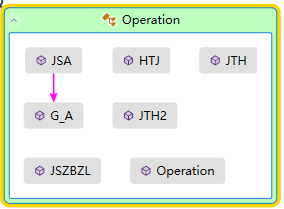 Operation
JSA HTJ JTH
G_A JTH2
JSZBZL Operation